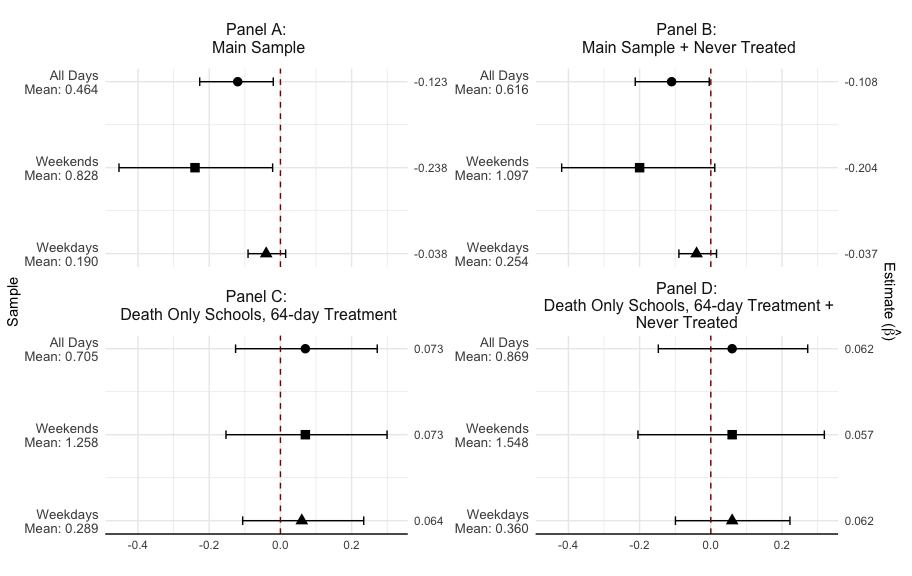 Panel A:
Main Sample
All Days
Mean: 0.464
-0.123
Weekends
Mean: 0.828
-0.238
Weekdays
Mean: 0.190
-0.038
Panel B:
Main Sample + Never Treated
All Days
Mean: 0.616
-0.108
Weekends
Mean: 1.097
-0.204
Weekdays
Mean: 0.254
-0.037
Sample
Estimate (β̂)
Panel C:
Death Only Schools, 64-day Treatment
All Days
Mean: 0.705
0.073
Weekends
Mean: 1.258
0.073
Weekdays
Mean: 0.289
0.064
-0.4 -0.2 0.0 0.2
Panel D:
Death Only Schools, 64-day Treatment +
Never Treated
All Days
Mean: 0.869
0.062
Weekends
Mean: 1.548
0.057
Weekdays
Mean: 0.360
0.062
-0.4 -0.2 0.0 0.2